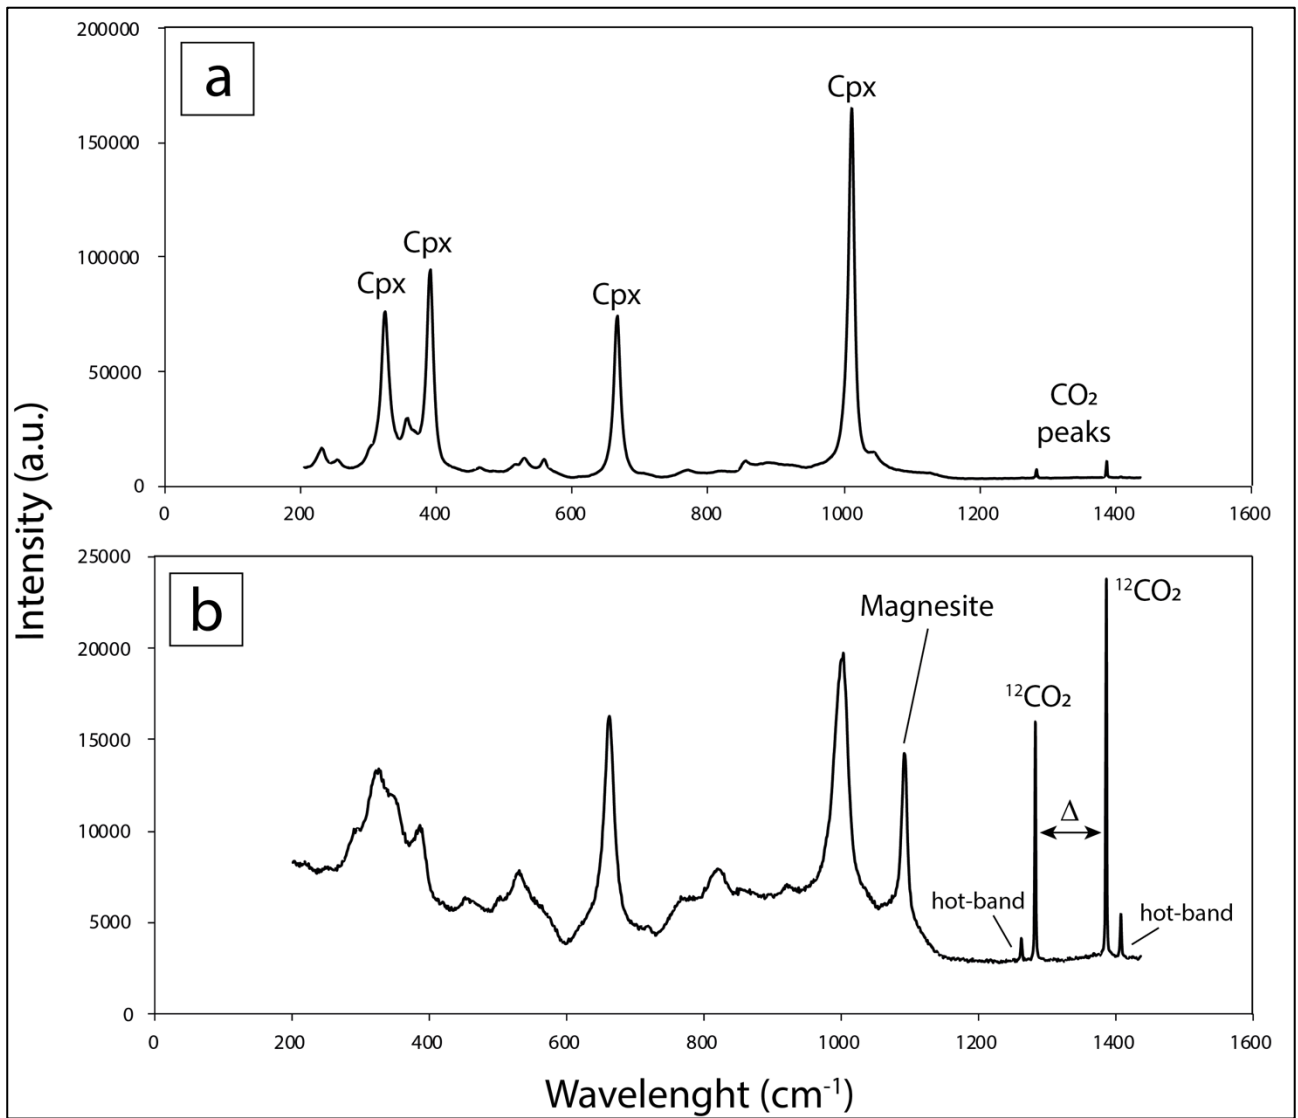 a
200000
150000
100000
50000
0
Cpx
Cpx
Cpx
Cpx
CO₂
peaks
0 200 400 600 800 1000 1200 1400 1600
Intensity (a.u.)
b
25000
20000
15000
10000
5000
0
Magnesite
¹²CO₂
¹²CO₂
Δ
hot-band
hot-band
0 200 400 600 800 1000 1200 1400 1600
Wavelenght (cm⁻¹)